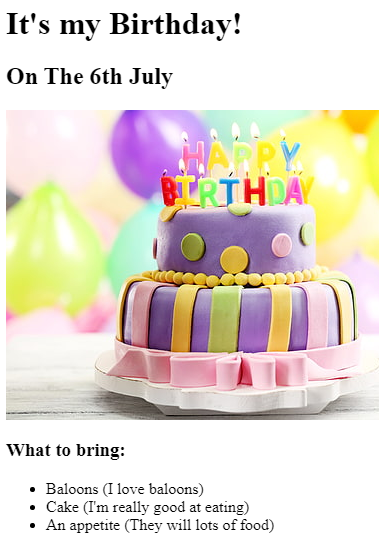 It's my Birthday!
On The 6th July
HAPPY
BIRTHDAY
What to bring:
Baloons (I love baloons)
Cake (I'm really good at eating)
An appetite (They will lots of food)